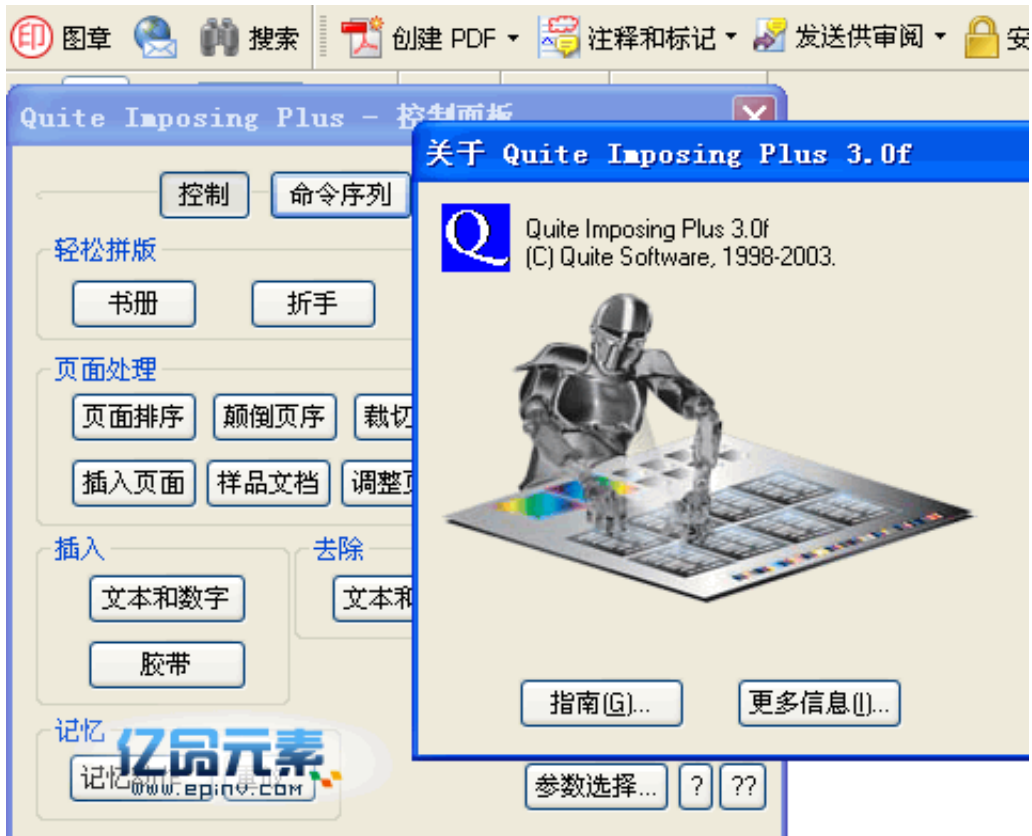 图章 搜索 创建 PDF 注释和标记 发送供审阅 安
Quite Imposing Plus - 控制面板
关于 Quite Imposing Plus 3.0f
控制 命令序列
Quite Imposing Plus 3.0f
(C) Quite Software, 1998-2003.
轻松拼版
书册 折手
页面处理
页面排序 颠倒页序 裁切
插入页面 样品文档 调整
插入 去除
文本和数字 文本和
胶带
指南(G)... 更多信息(I)...
记忆
亿品元素
记忆
www.epinv.com
参数选择... ? ??